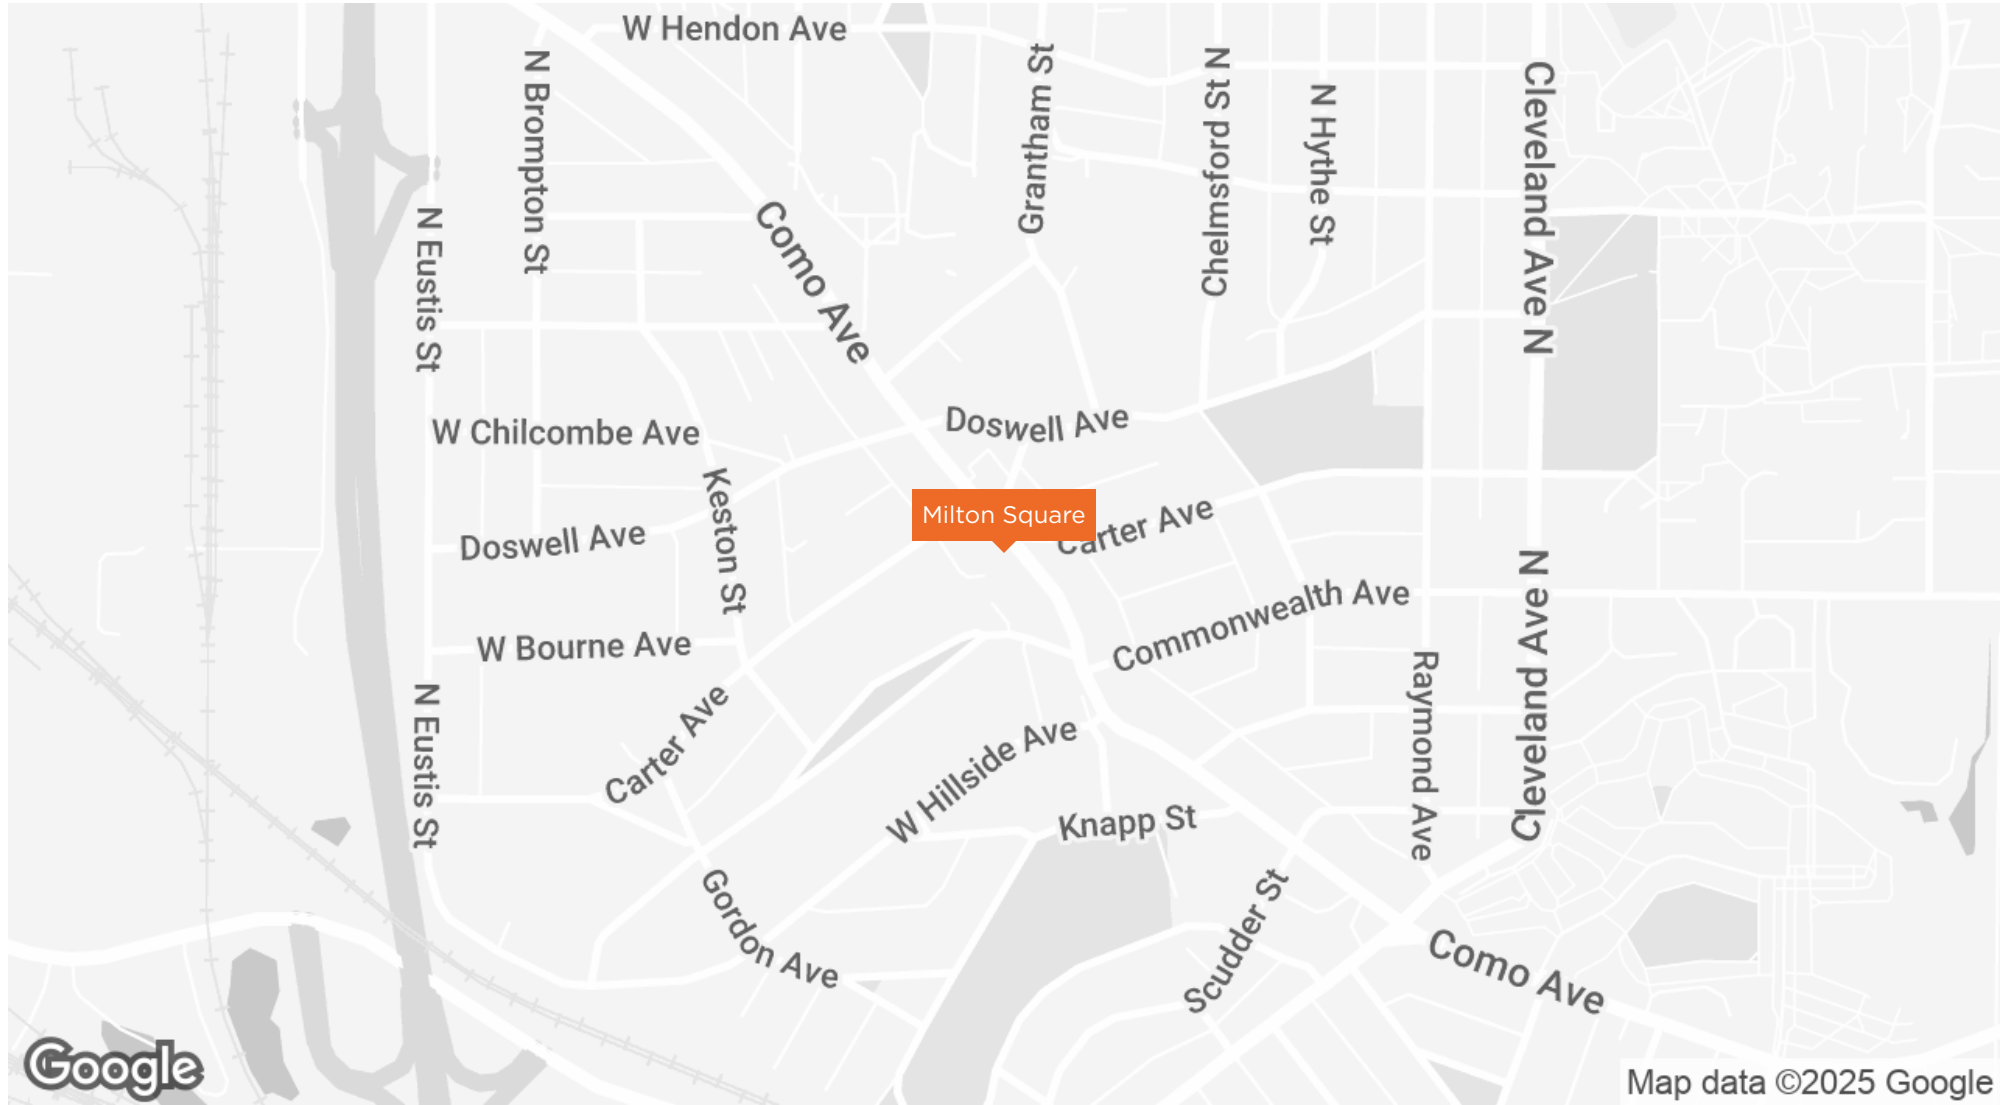 W Hendon Ave
N Brompton St
Grantham St
Chelmsford St N
N Hythe St
Cleveland Ave N
N Eustis St
Como Ave
W Chilcombe Ave
Doswell Ave
Keston St
Milton Square
Carter Ave
Doswell Ave
Cleveland Ave N
W Bourne Ave
Commonwealth Ave
N Eustis St
Carter Ave
W Hillside Ave
Raymond Ave
Knapp St
Gordon Ave
Scudder St
Como Ave
Google
Map data ©2025 Google